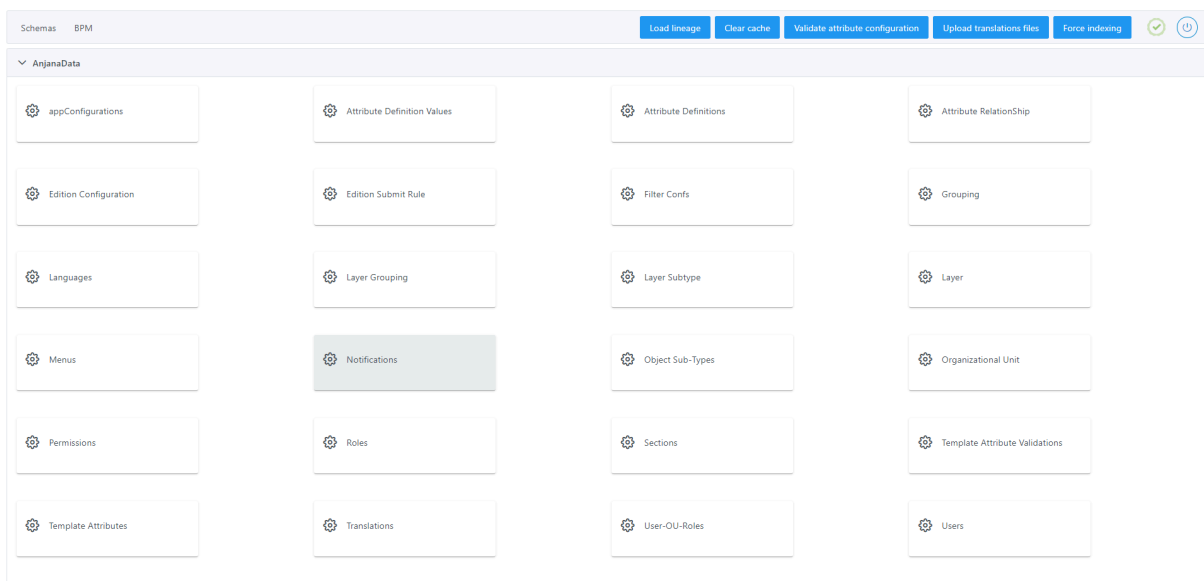 Schemas BPM Load lineage Clear cache Validate attribute configuration Upload translations files Force indexing
AnjanaData
appConfigurations Attribute Definition Values Attribute Definitions Attribute RelationShip
Edition Configuration Edition Submit Rule Filter Confs Grouping
Languages Layer Grouping Layer Subtype Layer
Menus Notifications Object Sub-Types Organizational Unit
Permissions Roles Sections Template Attribute Validations
Template Attributes Translations User-OU-Roles Users